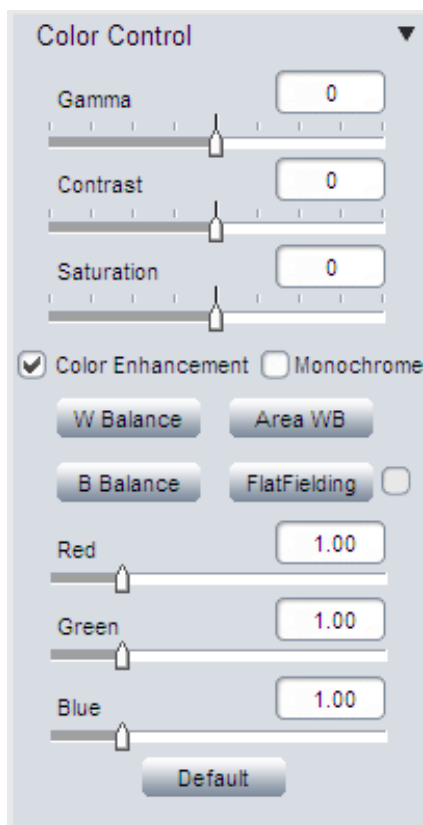 Color Control
Gamma 0
Contrast 0
Saturation 0
Color Enhancement Monochrome
W Balance Area WB
B Balance FlatFielding
Red 1.00
Green 1.00
Blue 1.00
Default